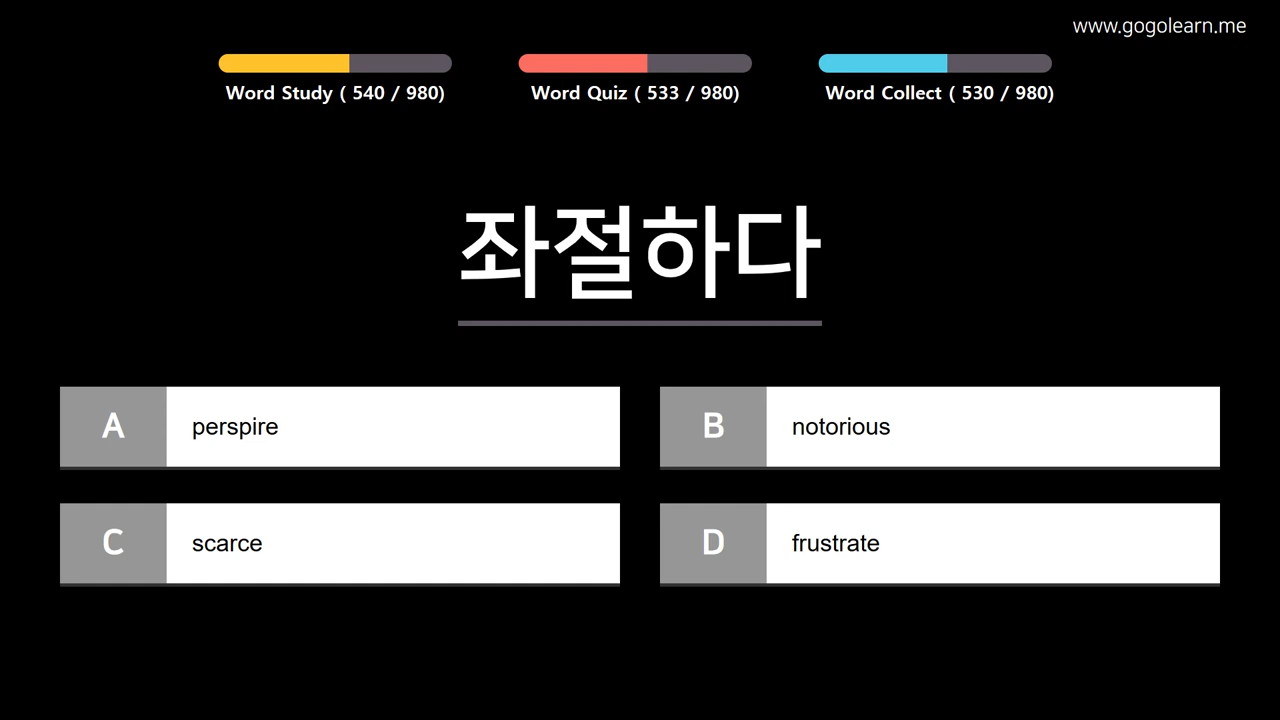 www.gogolearn.me
Word Study ( 540 / 980)
Word Quiz ( 533 / 980)
Word Collect ( 530 / 980)
좌절하다
A perspire
B notorious
C scarce
D frustrate